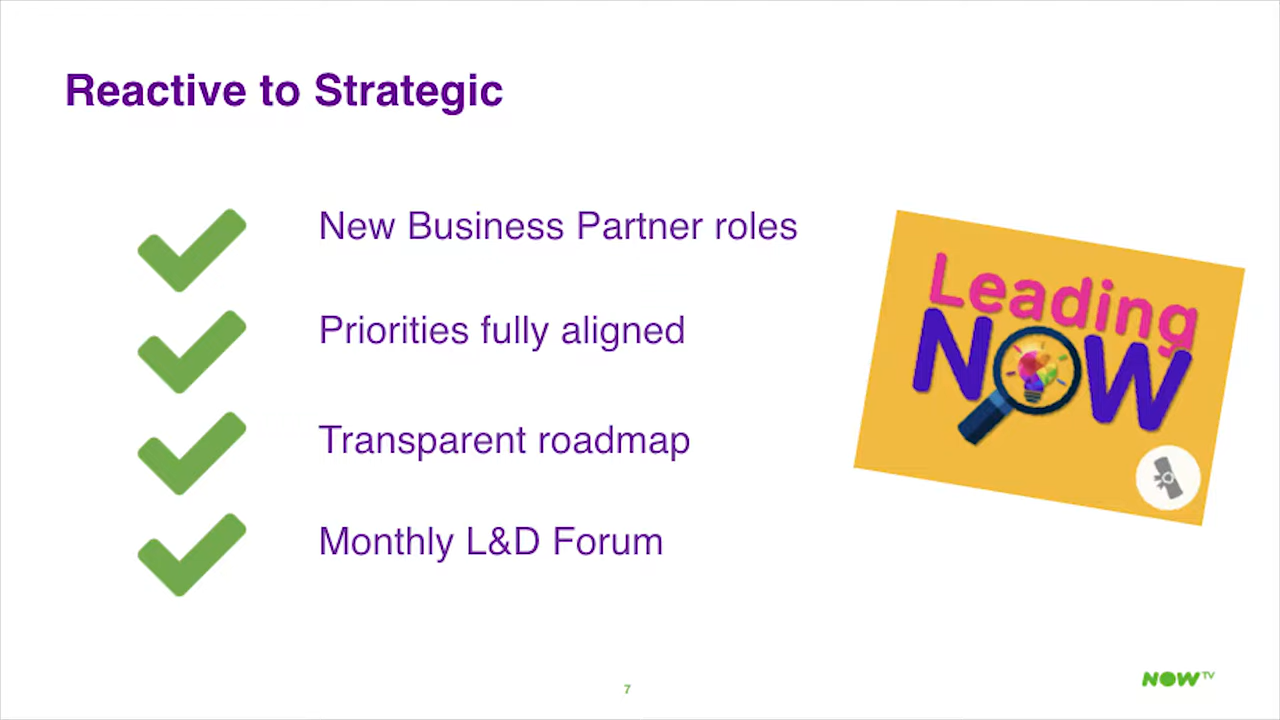 Reactive to Strategic
New Business Partner roles
Priorities fully aligned
Transparent roadmap
Monthly L&D Forum
Leading
NOW
7
NOW TV